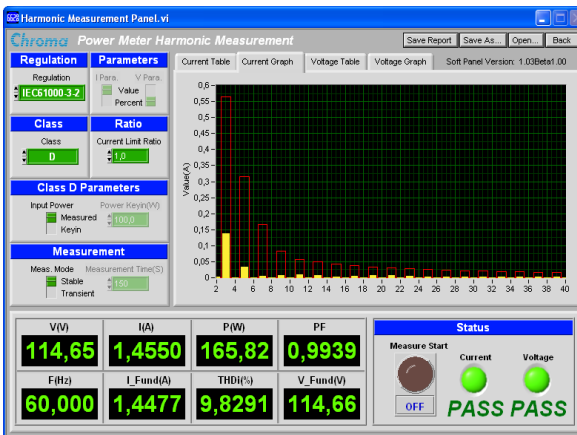 Harmonic Measurement Panel.vi
Chroma Power Meter Harmonic Measurement
Save Report Save As... Open... Back
Regulation Parameters
Current Table Current Graph Voltage Table Voltage Graph Soft Panel Version: 1.03Beta1.00
Regulation I Para. V Para.
IEC61000-3-2 Value
Percent
Class Ratio
Class Current Limit Ratio
D 1,0
Class D Parameters
Input Power Power Keyin(W)
Measured 100,0
Keyin
Measurement
Meas. Mode Measurement Time(S)
Stable 150
Transient
Value(A)
0,6
0,55
0,5
0,45
0,4
0,35
0,3
0,25
0,2
0,15
0,1
0,05
0
2 4 6 8 10 12 14 16 18 20 22 24 26 28 30 32 34 36 38 40
V(V) I(A) P(W) PF
114,65 1,4550 165,82 0,9939
F(Hz) I_Fund(A) THDi(%) V_Fund(V)
60,000 1,4477 9,8291 114,66
Status
Measure Start Current Voltage
OFF PASS PASS